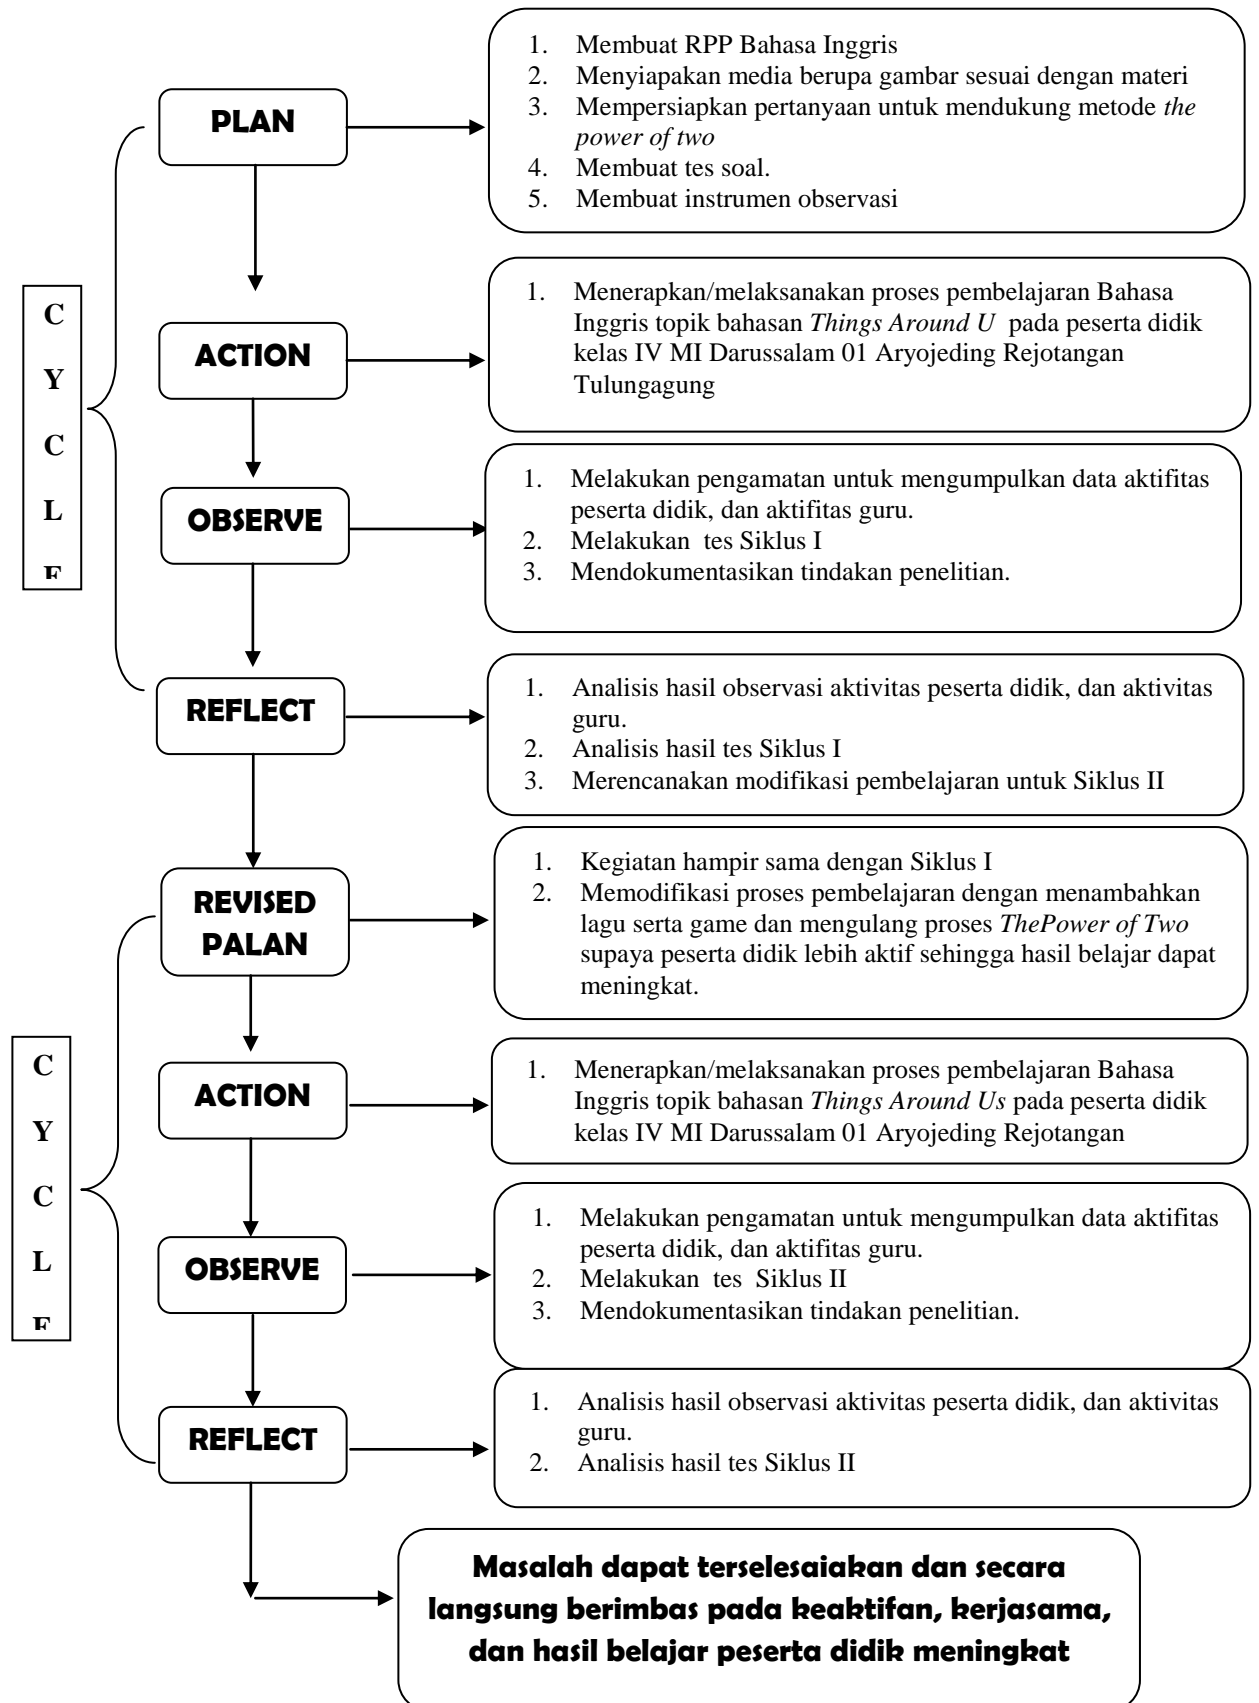 PLAN
1. Membuat RPP Bahasa Inggris
2. Menyiapakan media berupa gambar sesuai dengan materi
3. Mempersiapkan pertanyaan untuk mendukung metode the
power of two
4. Membuat tes soal.
5. Membuat instrumen observasi
C
Y
C
L
E
ACTION
1. Menerapkan/melaksanakan proses pembelajaran Bahasa
Inggris topik bahasan Things Around U pada peserta didik
kelas IV MI Darussalam 01 Aryojeding Rejotangan
Tulungagung
OBSERVE
1. Melakukan pengamatan untuk mengumpulkan data aktifitas
peserta didik, dan aktifitas guru.
2. Melakukan tes Siklus I
3. Mendokumentasikan tindakan penelitian.
REFLECT
1. Analisis hasil observasi aktivitas peserta didik, dan aktivitas
guru.
2. Analisis hasil tes Siklus I
3. Merencanakan modifikasi pembelajaran untuk Siklus II
REVISED
PALAN
1. Kegiatan hampir sama dengan Siklus I
2. Memodifikasi proses pembelajaran dengan menambahkan
lagu serta game dan mengulang proses ThePower of Two
supaya peserta didik lebih aktif sehingga hasil belajar dapat
meningkat.
C
Y
C
L
E
ACTION
1. Menerapkan/melaksanakan proses pembelajaran Bahasa
Inggris topik bahasan Things Around Us pada peserta didik
kelas IV MI Darussalam 01 Aryojeding Rejotangan
OBSERVE
1. Melakukan pengamatan untuk mengumpulkan data aktifitas
peserta didik, dan aktifitas guru.
2. Melakukan tes Siklus II
3. Mendokumentasikan tindakan penelitian.
REFLECT
1. Analisis hasil observasi aktivitas peserta didik, dan aktivitas
guru.
2. Analisis hasil tes Siklus II
Masalah dapat terselesaiakan dan secara
langsung berimbas pada keaktifan, kerjasama,
dan hasil belajar peserta didik meningkat